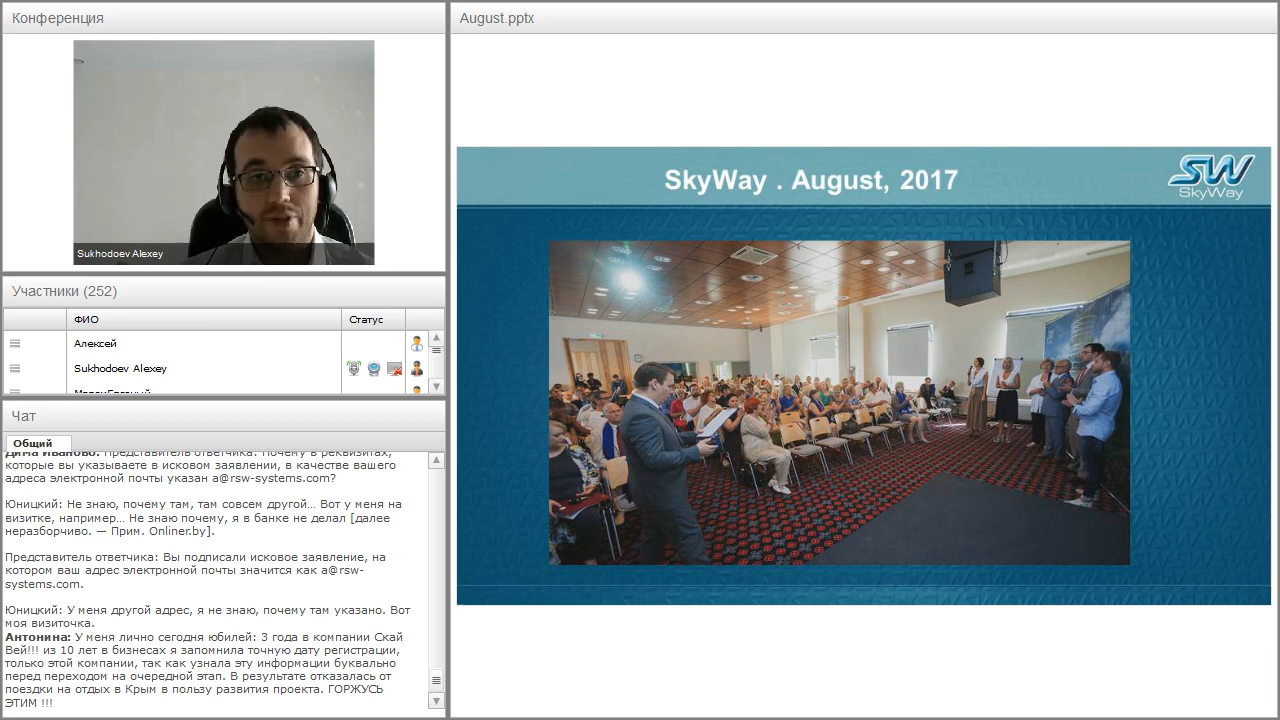 Конференция
Sukhodoev Alexey
Участники (252)
ФИО
Статус
Алексей
Sukhodoev Alexey
Чат
Общий
Дима Иваново: Представитель ответчика: Почему в реквизитах,
которые вы указываете в исковом заявлении, в качестве вашего
адреса электронной почты указан a@rsw-systems.com?
Юницкий: Не знаю, почему там, там совсем другой… Вот у меня на
визитке, например… Не знаю почему, я в банке не делал [далее
неразборчиво. — Прим. Onliner.by].
Представитель ответчика: Вы подписали исковое заявление, на
котором ваш адрес электронной почты значится как a@rsw-
systems.com.
Юницкий: У меня другой адрес, я не знаю, почему там указано. Вот
моя визиточка.
Антонина: У меня лично сегодня юбилей: 3 года в компании Скай
Вей!!! из 10 лет в бизнесах я запомнила точную дату регистрации,
только этой компании, так как узнала эту информации буквально
перед переходом на очередной этап. В результате отказалась от
поездки на отдых в Крым в пользу развития проекта. ГОРЖУСЬ
ЭТИМ !!!
August.pptx
SkyWay . August, 2017
SW
SkyWay